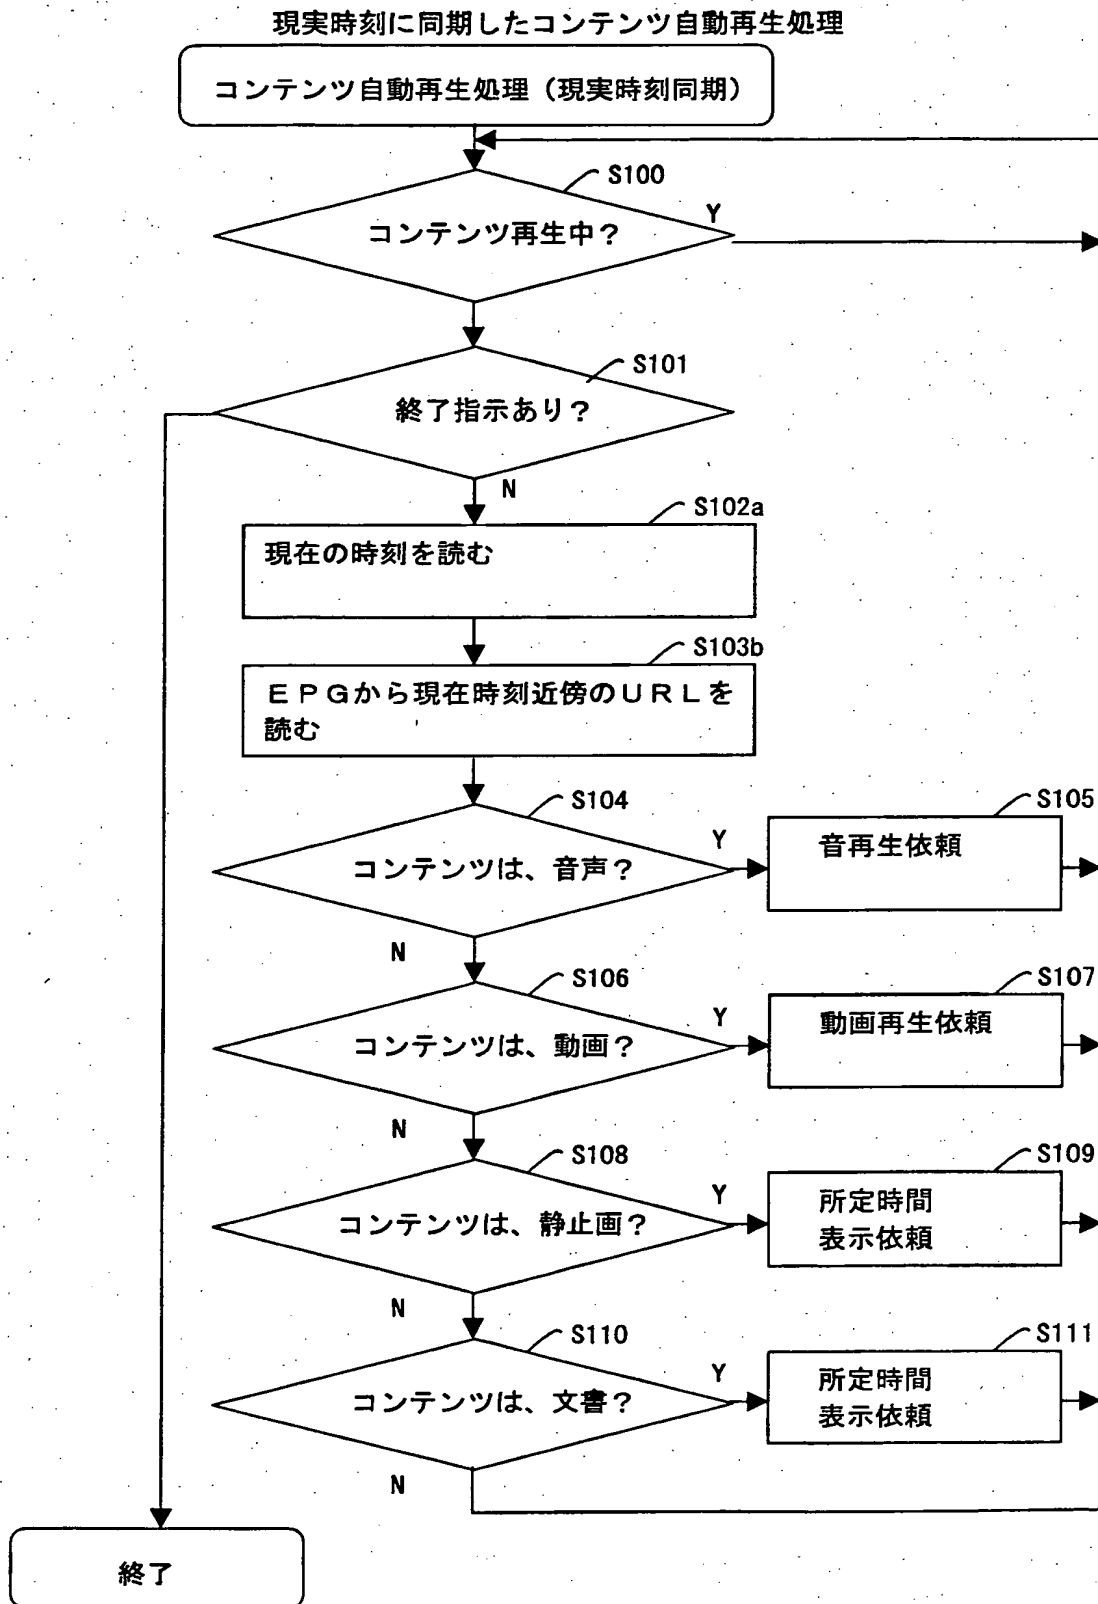 現実時刻に同期したコンテンツ自動再生処理
コンテンツ自動再生処理（現実時刻同期）
S100
コンテンツ再生中？
Y
S101
終了指示あり？
N
S102a
現在の時刻を読む
S103b
ＥＰＧから現在時刻近傍のＵＲＬを
読む
S104
コンテンツは、音声？
Y
S105
音再生依頼
N
S106
コンテンツは、動画？
Y
S107
動画再生依頼
N
S108
コンテンツは、静止画？
Y
S109
所定時間
表示依頼
N
S110
コンテンツは、文書？
Y
S111
所定時間
表示依頼
N
終了